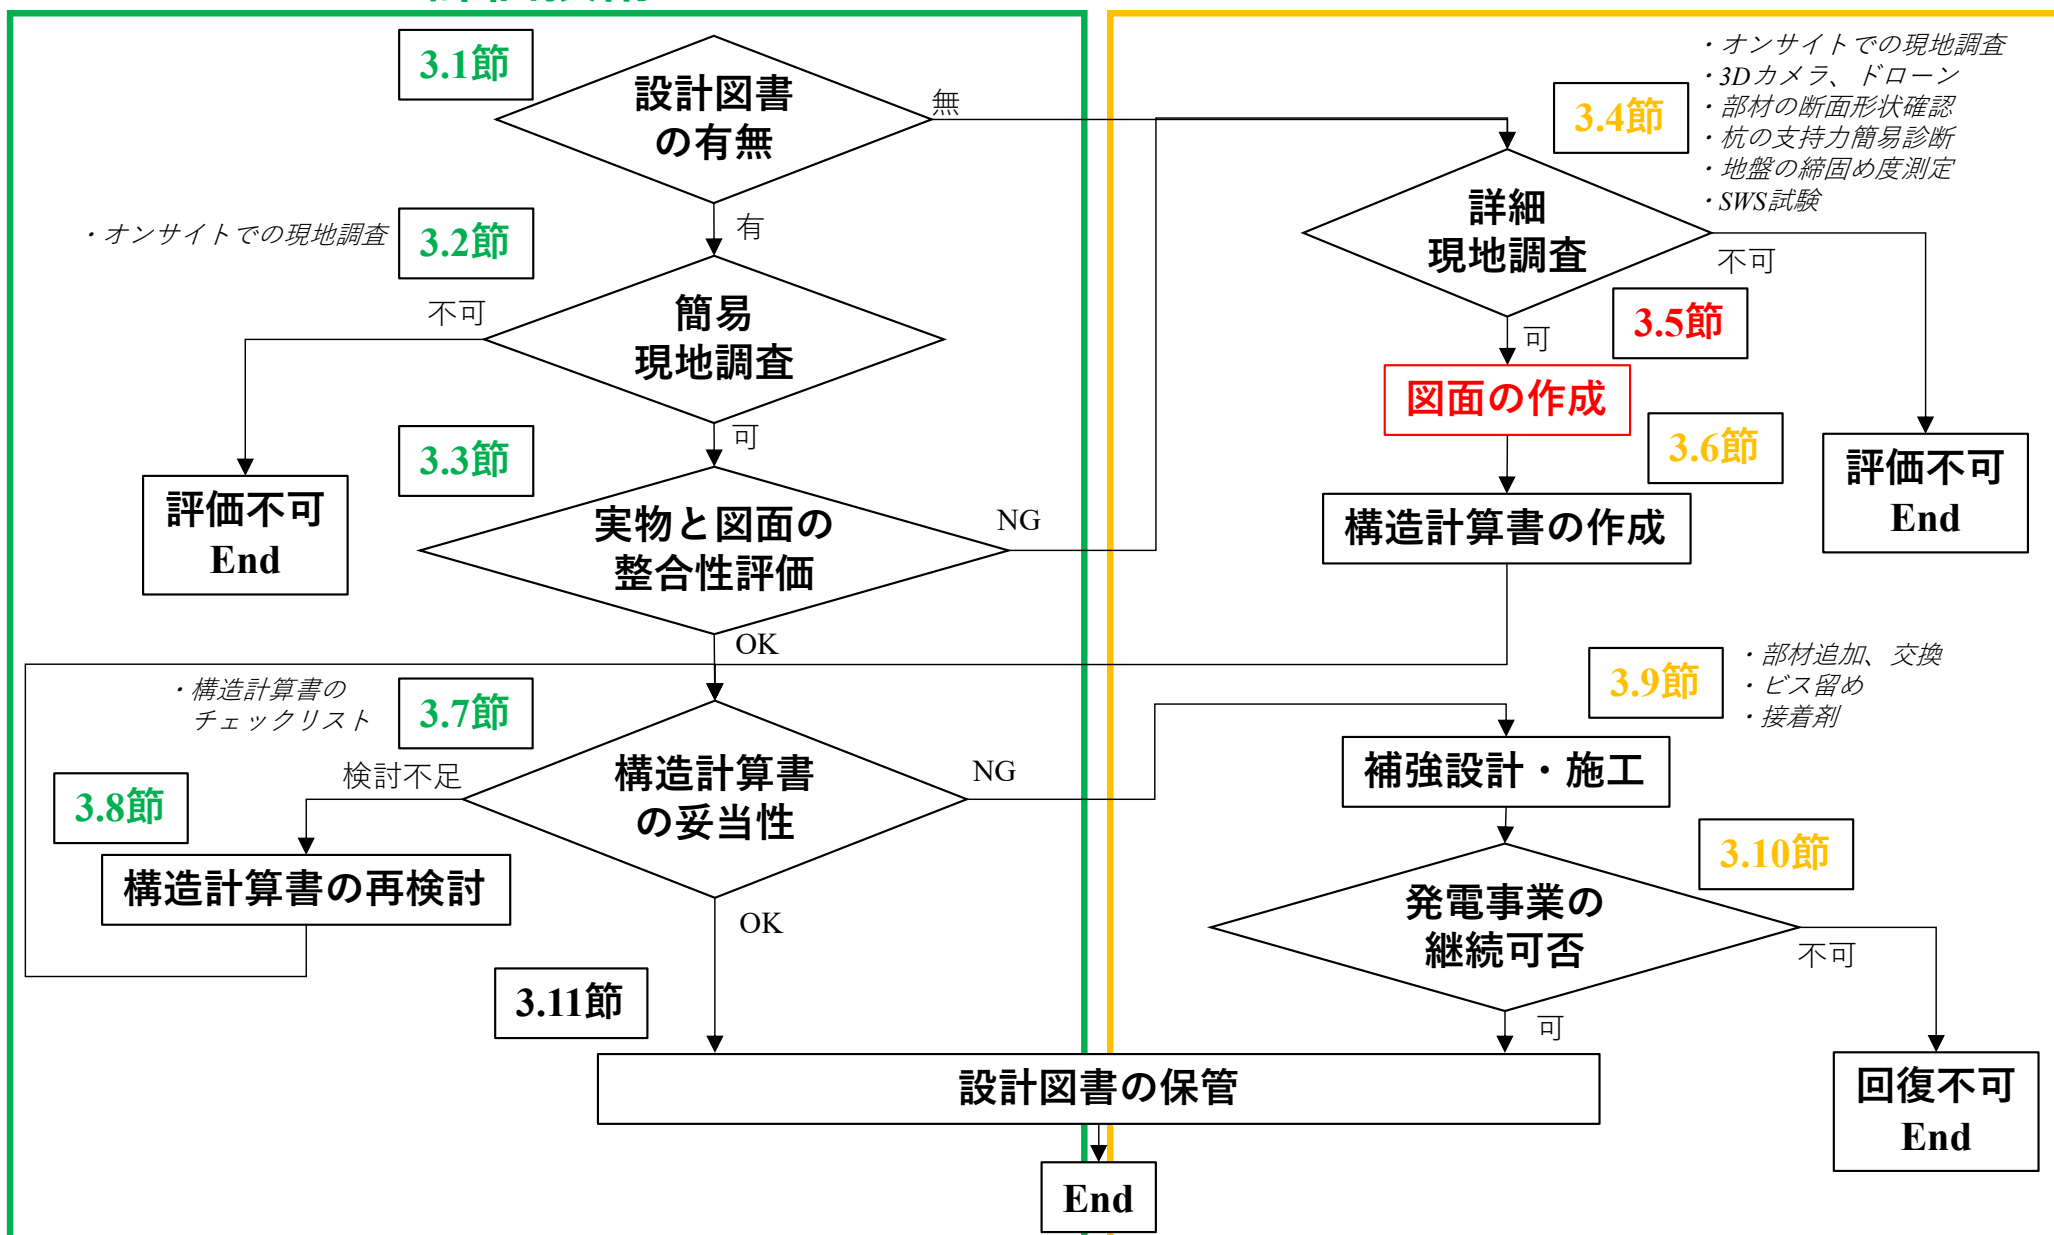 3.1節
設計図書
の有無
無
有
・オンサイトでの現地調査
3.2節
簡易
現地調査
不可
可
評価不可
End
3.3節
実物と図面の
整合性評価
NG
OK
・構造計算書の
チェックリスト
3.7節
構造計算書
の妥当性
検討不足
NG
OK
3.8節
構造計算書の再検討
3.11節
設計図書の保管
End
3.4節
・オンサイトでの現地調査
・3Dカメラ、ドローン
・部材の断面形状確認
・杭の支持力簡易診断
・地盤の締固め度測定
・SWS試験
詳細
現地調査
不可
可
3.5節
図面の作成
3.6節
構造計算書の作成
評価不可
End
3.9節
・部材追加、交換
・ビス留め
・接着剤
補強設計・施工
3.10節
発電事業の
継続可否
不可
可
回復不可
End